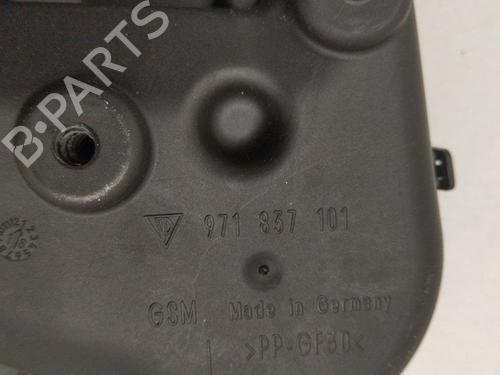 B·PARTS
971 837 101
GSM Made in Germany
>PP-GF30<